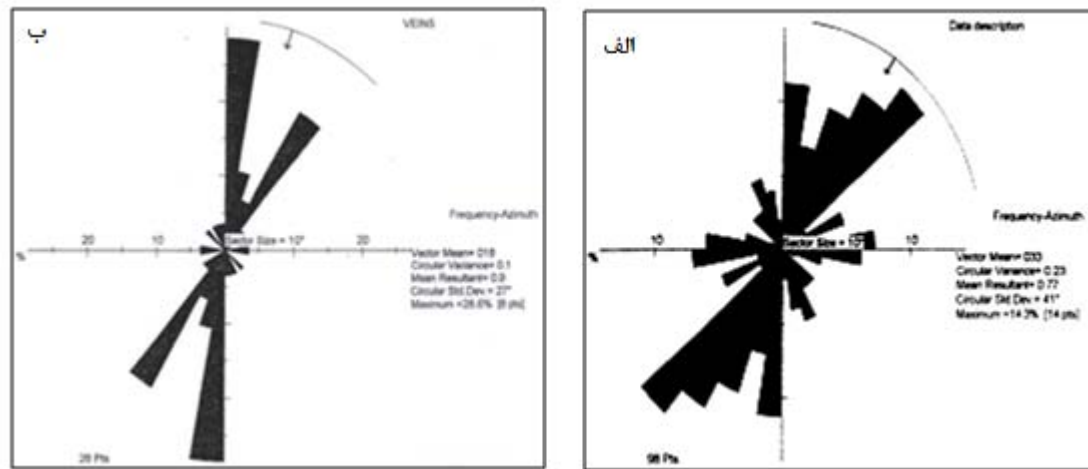 ب
VEINS
20
10
Sector Size = 10°
20
%
Frequency-Azimuth
Vector Mean= 018
Circular Variance= 0.1
Mean Resultant= 0.9
Circular Std.Dev.= 27°
Maximum =28.6% [8 pts]
28 Pts
الف
Data description
10
Sector Size = 10°
10
%
Frequency-Azimuth
Vector Mean= 033
Circular Variance= 0.23
Mean Resultant= 0.77
Circular Std.Dev.= 41°
Maximum =14.3% [14 pts]
98 Pts